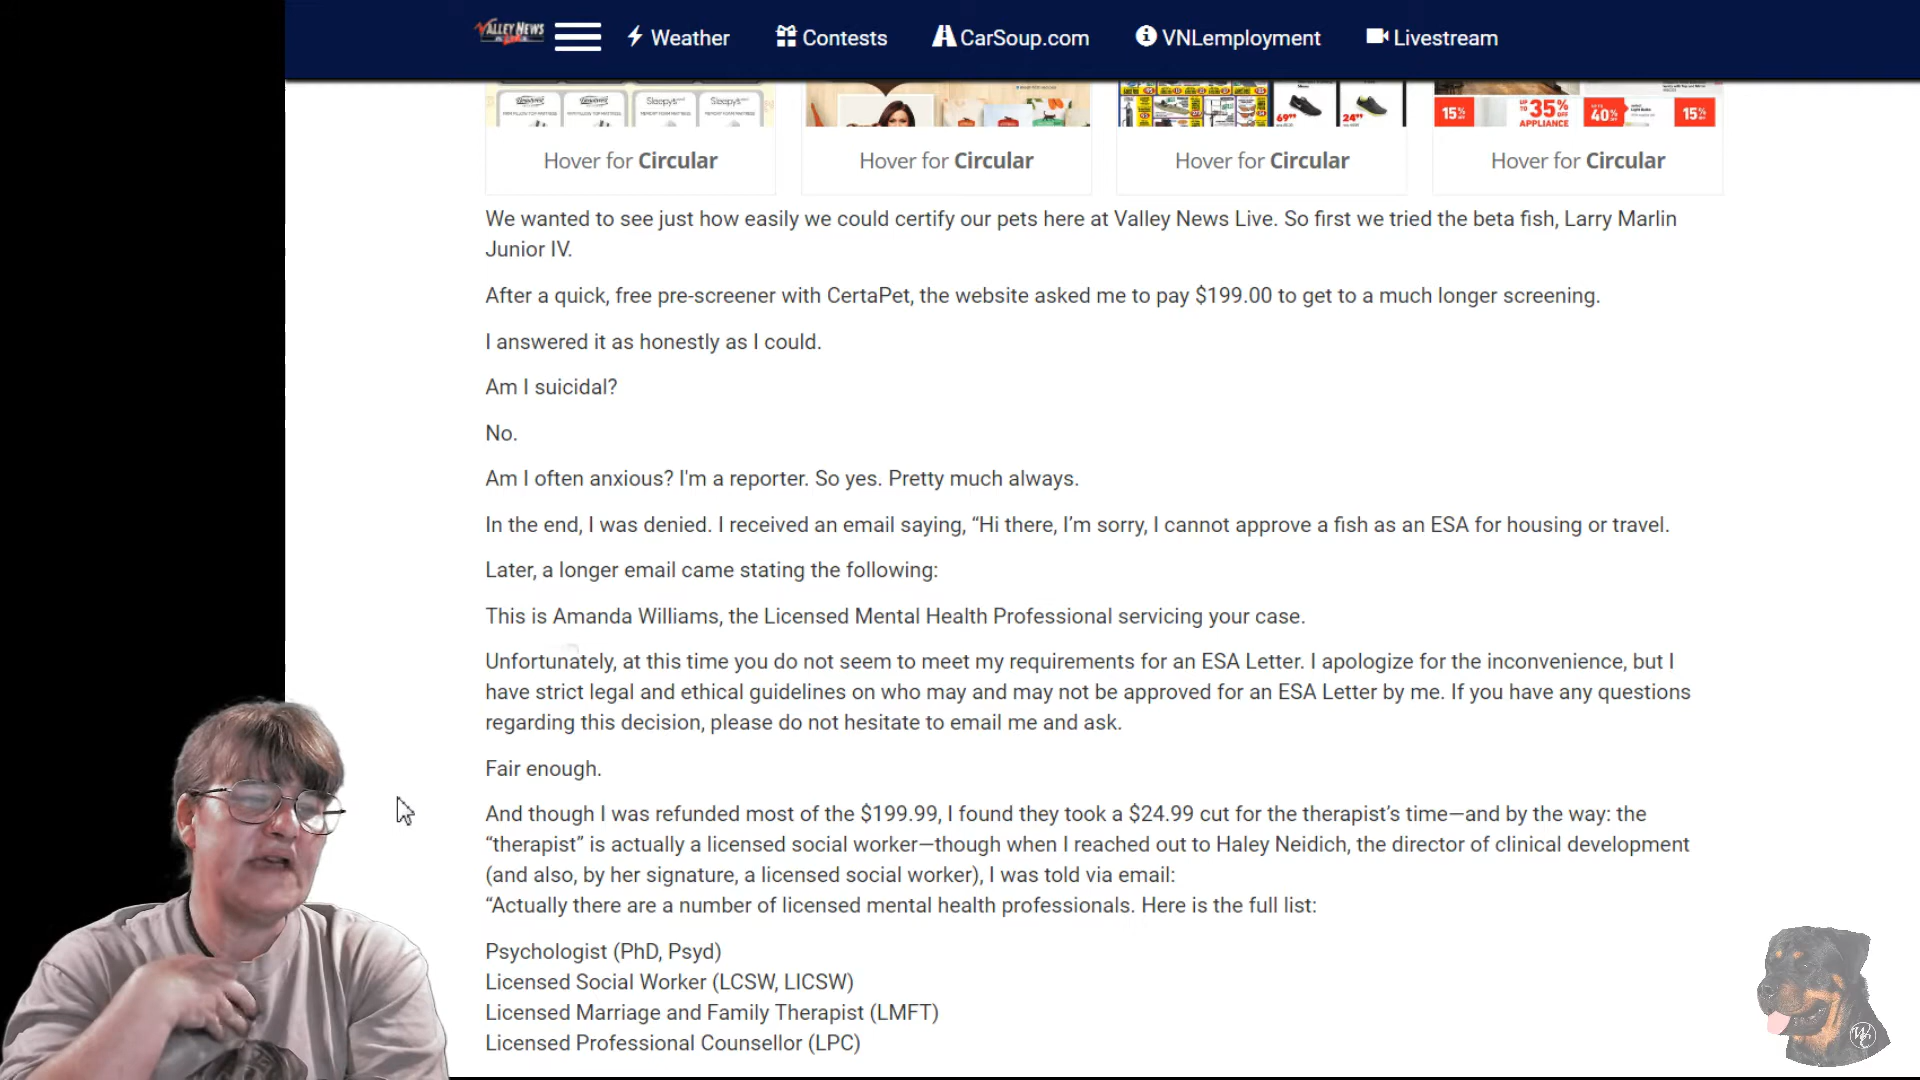 VALLEY NEWS
Weather
Contests
CarSoup.com
VNLemployment
Livestream
Sleepy's
Sleepy's
69
24
15%
UP TO 35% OFF
APPLIANCE
40%
15%
Hover for Circular
Hover for Circular
Hover for Circular
Hover for Circular
We wanted to see just how easily we could certify our pets here at Valley News Live. So first we tried the beta fish, Larry Marlin
Junior IV.
After a quick, free pre-screener with CertaPet, the website asked me to pay $199.00 to get to a much longer screening.
I answered it as honestly as I could.
Am I suicidal?
No.
Am I often anxious? I'm a reporter. So yes. Pretty much always.
In the end, I was denied. I received an email saying, “Hi there, I’m sorry, I cannot approve a fish as an ESA for housing or travel.
Later, a longer email came stating the following:
This is Amanda Williams, the Licensed Mental Health Professional servicing your case.
Unfortunately, at this time you do not seem to meet my requirements for an ESA Letter. I apologize for the inconvenience, but I
have strict legal and ethical guidelines on who may and may not be approved for an ESA Letter by me. If you have any questions
regarding this decision, please do not hesitate to email me and ask.
Fair enough.
And though I was refunded most of the $199.99, I found they took a $24.99 cut for the therapist’s time—and by the way: the
“therapist” is actually a licensed social worker—though when I reached out to Haley Neidich, the director of clinical development
(and also, by her signature, a licensed social worker), I was told via email:
“Actually there are a number of licensed mental health professionals. Here is the full list:
Psychologist (PhD, Psyd)
Licensed Social Worker (LCSW, LICSW)
Licensed Marriage and Family Therapist (LMFT)
Licensed Professional Counsellor (LPC)